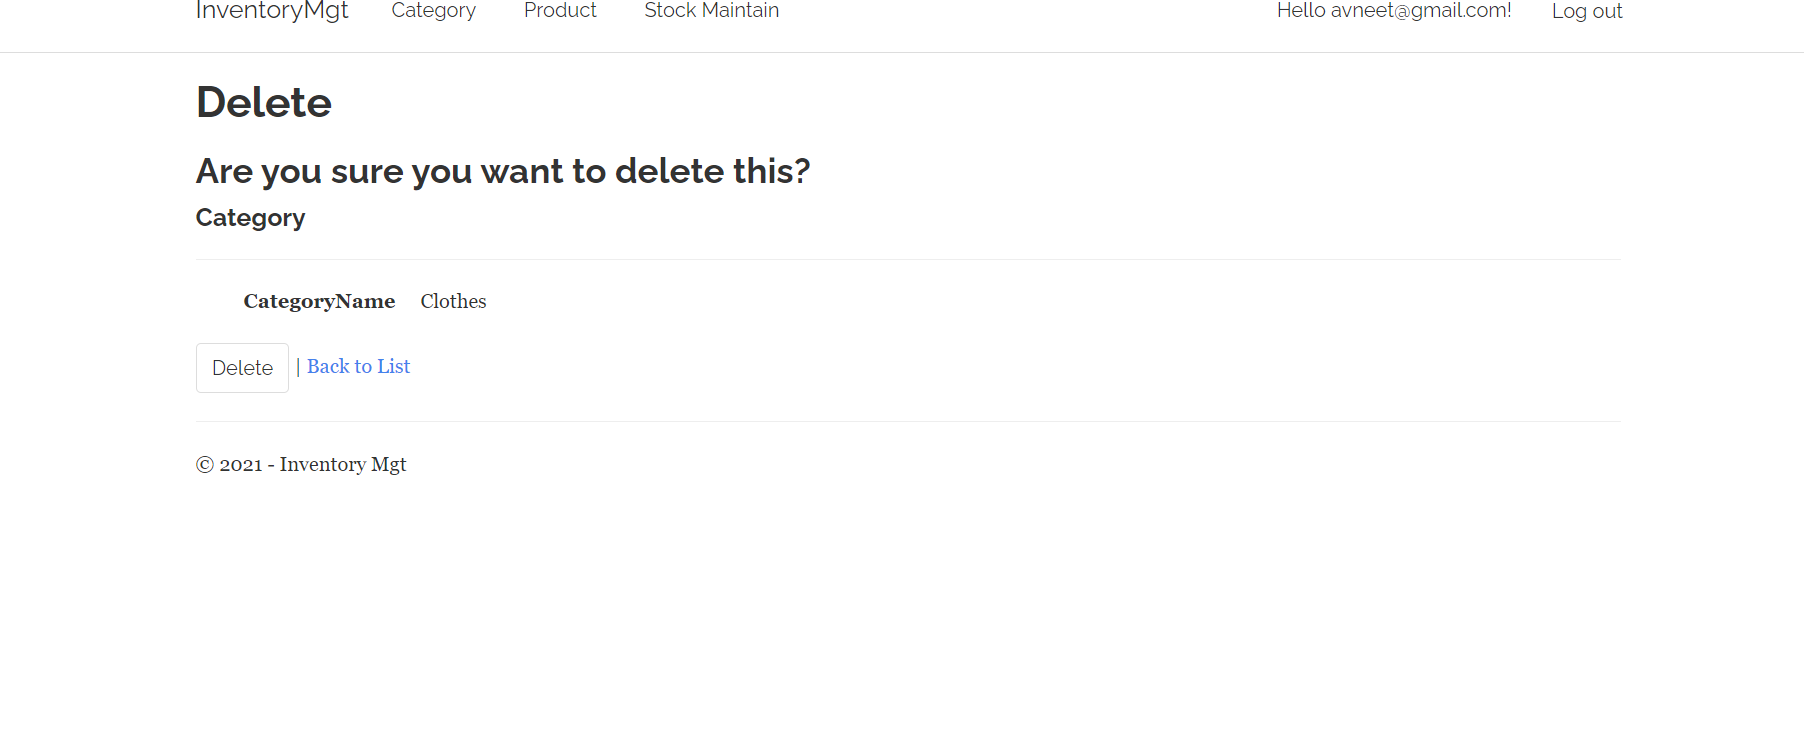 InventoryMgt Category Product Stock Maintain Hello avneet@gmail.com! Log out
Delete
Are you sure you want to delete this?
Category
CategoryName Clothes
Delete | Back to List
© 2021 - Inventory Mgt